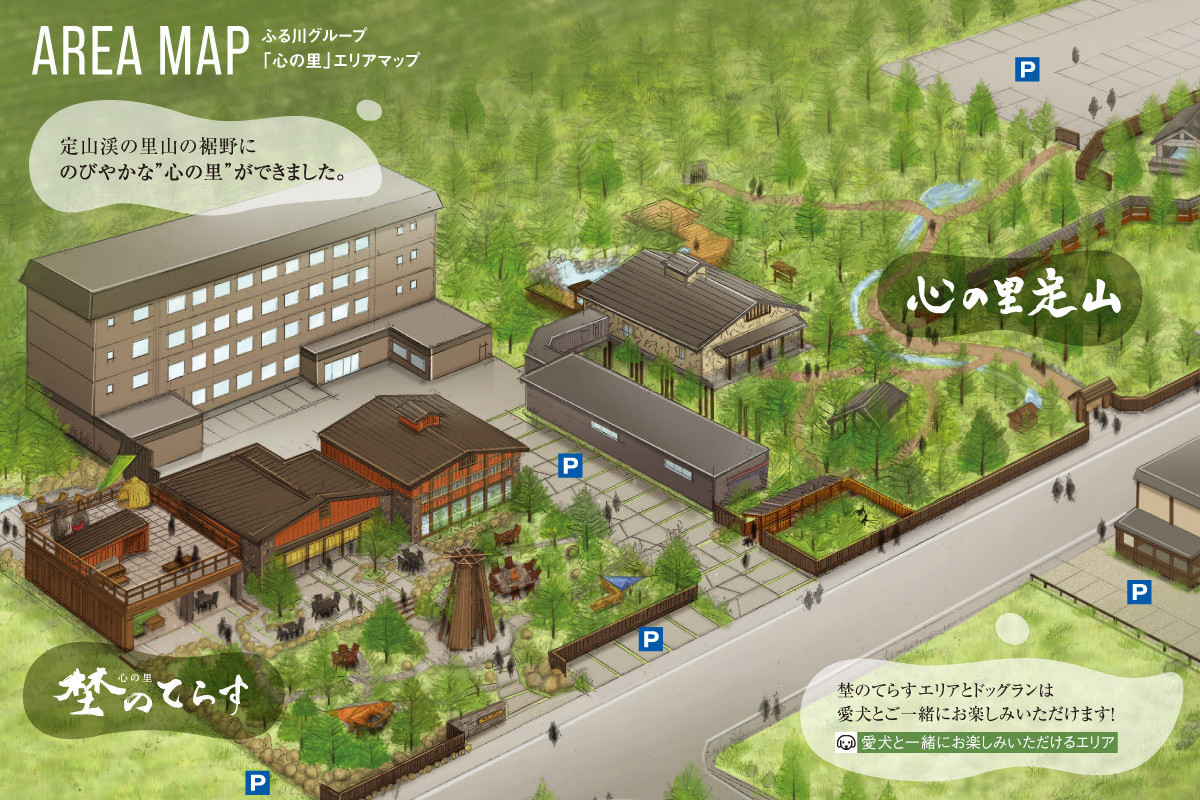 AREA MAP
ふる川グループ
「心の里」エリアマップ
定山渓の里山の裾野に
のびやかな”心の里”ができました。
P
心の里定山
P
P
P
心の里
埜のてらす
P
埜のてらすエリアとドッグランは
愛犬とご一緒にお楽しみいただけます!
愛犬と一緒にお楽しみいただけるエリア